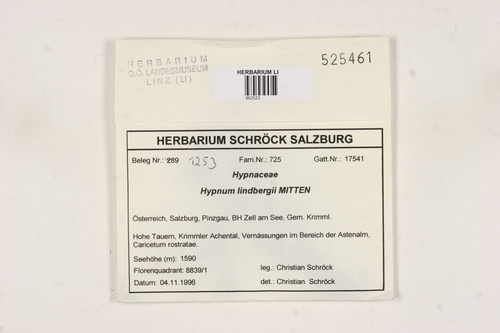 HERBARIUM
O.Ö. LANDESMUSEUM
LINZ (LI)
HERBARIUM LI
525461
HERBARIUM SCHRÖCK SALZBURG
Beleg Nr.: 289 1253 Fam.Nr.: 725 Gatt.Nr.: 17541
Hypnaceae
Hypnum lindbergii MITTEN
Österreich, Salzburg, Pinzgau, BH Zell am See, Gem. Krimml.
Hohe Tauern, Krimmler Achental, Vernässungen im Bereich der Astenalm,
Caricetum rostratae.
Seehöhe (m): 1590
Florenquadrant: 8839/1 leg.: Christian Schröck
Datum: 04.11.1996 det.: Christian Schröck